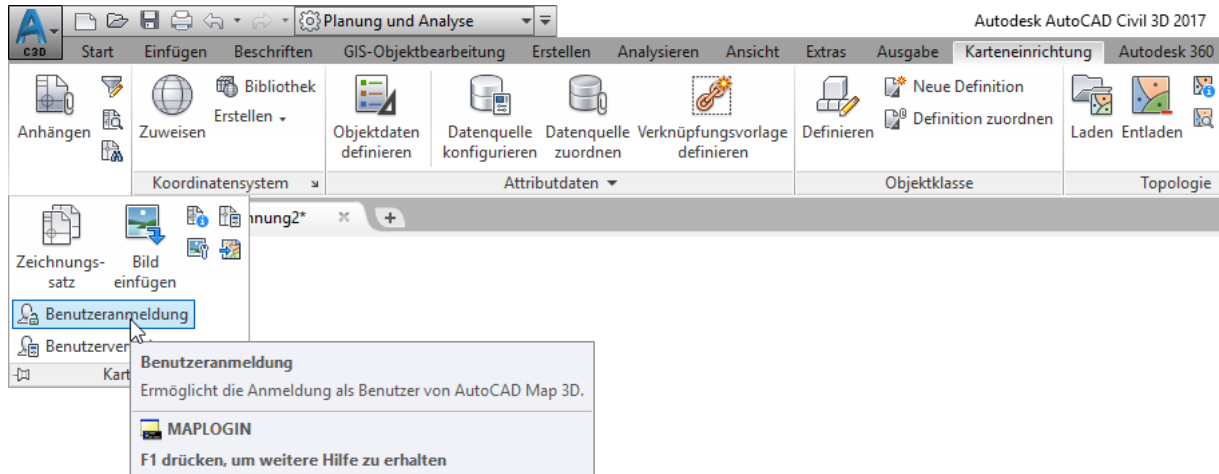 Planung und Analyse
Autodesk AutoCAD Civil 3D 2017
C3D Start Einfügen Beschriften GIS-Objektbearbeitung Erstellen Analysieren Ansicht Extras Ausgabe Karteneinrichtung Autodesk 360
Anhängen
Zuweisen
Bibliothek
Erstellen
Objektdaten
definieren
Datenquelle
konfigurieren
Datenquelle
zuordnen
Verknüpfungsvorlage
definieren
Definieren
Neue Definition
Definition zuordnen
Laden Entladen
Koordinatensystem Attributdaten Objektklasse Topologie
hnung2*
Zeichnungs-
satz
Bild
einfügen
Benutzeranmeldung
Benutzerver
Kart
Benutzeranmeldung
Ermöglicht die Anmeldung als Benutzer von AutoCAD Map 3D.
MAPLOGIN
F1 drücken, um weitere Hilfe zu erhalten